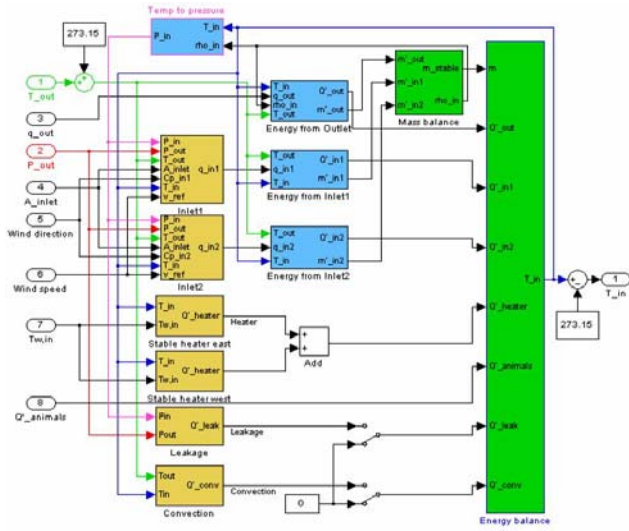 Temp to pressure
273.15
P_in
T_in
rho_in
1
T_out
3
q_out
2
P_out
4
A_inlet
5
Wind direction
6
Wind speed
7
Tw,in
8
Q'_animals
T_in
q_out
rho_in
T_out
Q'_out
m'_out
Energy from Outlet
m'_out
m'_in1
m'_in2
m_stable
rho_in
Mass balance
P_in
P_out
T_out
A_inlet
Cp_in1
T_in
v_ref
q_in1
Inlet1
T_out
q_in1
T_in
Q'_in1
m'_in1
Energy from Inlet1
P_in
P_out
T_out
A_inlet
Cp_in2
T_in
v_ref
q_in2
Inlet2
T_out
q_in2
T_in
Q'_in2
m'_in2
Energy from Inlet2
T_in
Tw,in
Q'_heater
Heater
Stable heater east
T_in
Tw,in
Q'_heater
Stable heater west
+
+
Add
Pin
Pout
Q'_leak
Leakage
Leakage
Tout
Tin
Q'_conv
Convection
Convection
0
m
Q'_out
Q'_in1
Q'_in2
Q'_heater
Q'_animals
Q'_leak
Q'_conv
T_in
Energy balance
273.15
1
T_in